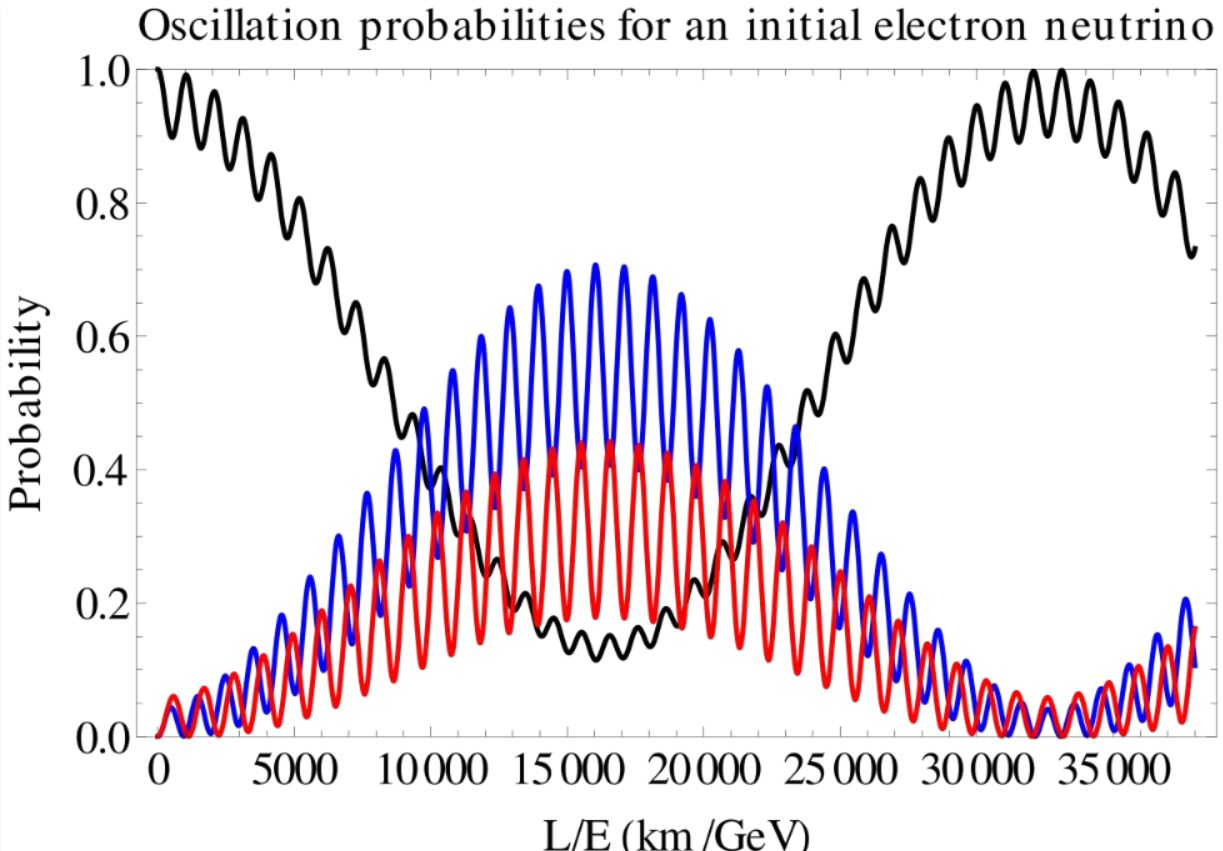 Oscillation probabilities for an initial electron neutrino
1.0
0.8
0.6
0.4
0.2
0.0
Probability
0 5000 10000 15000 20000 25000 30000 35000
L/E (km/GeV)